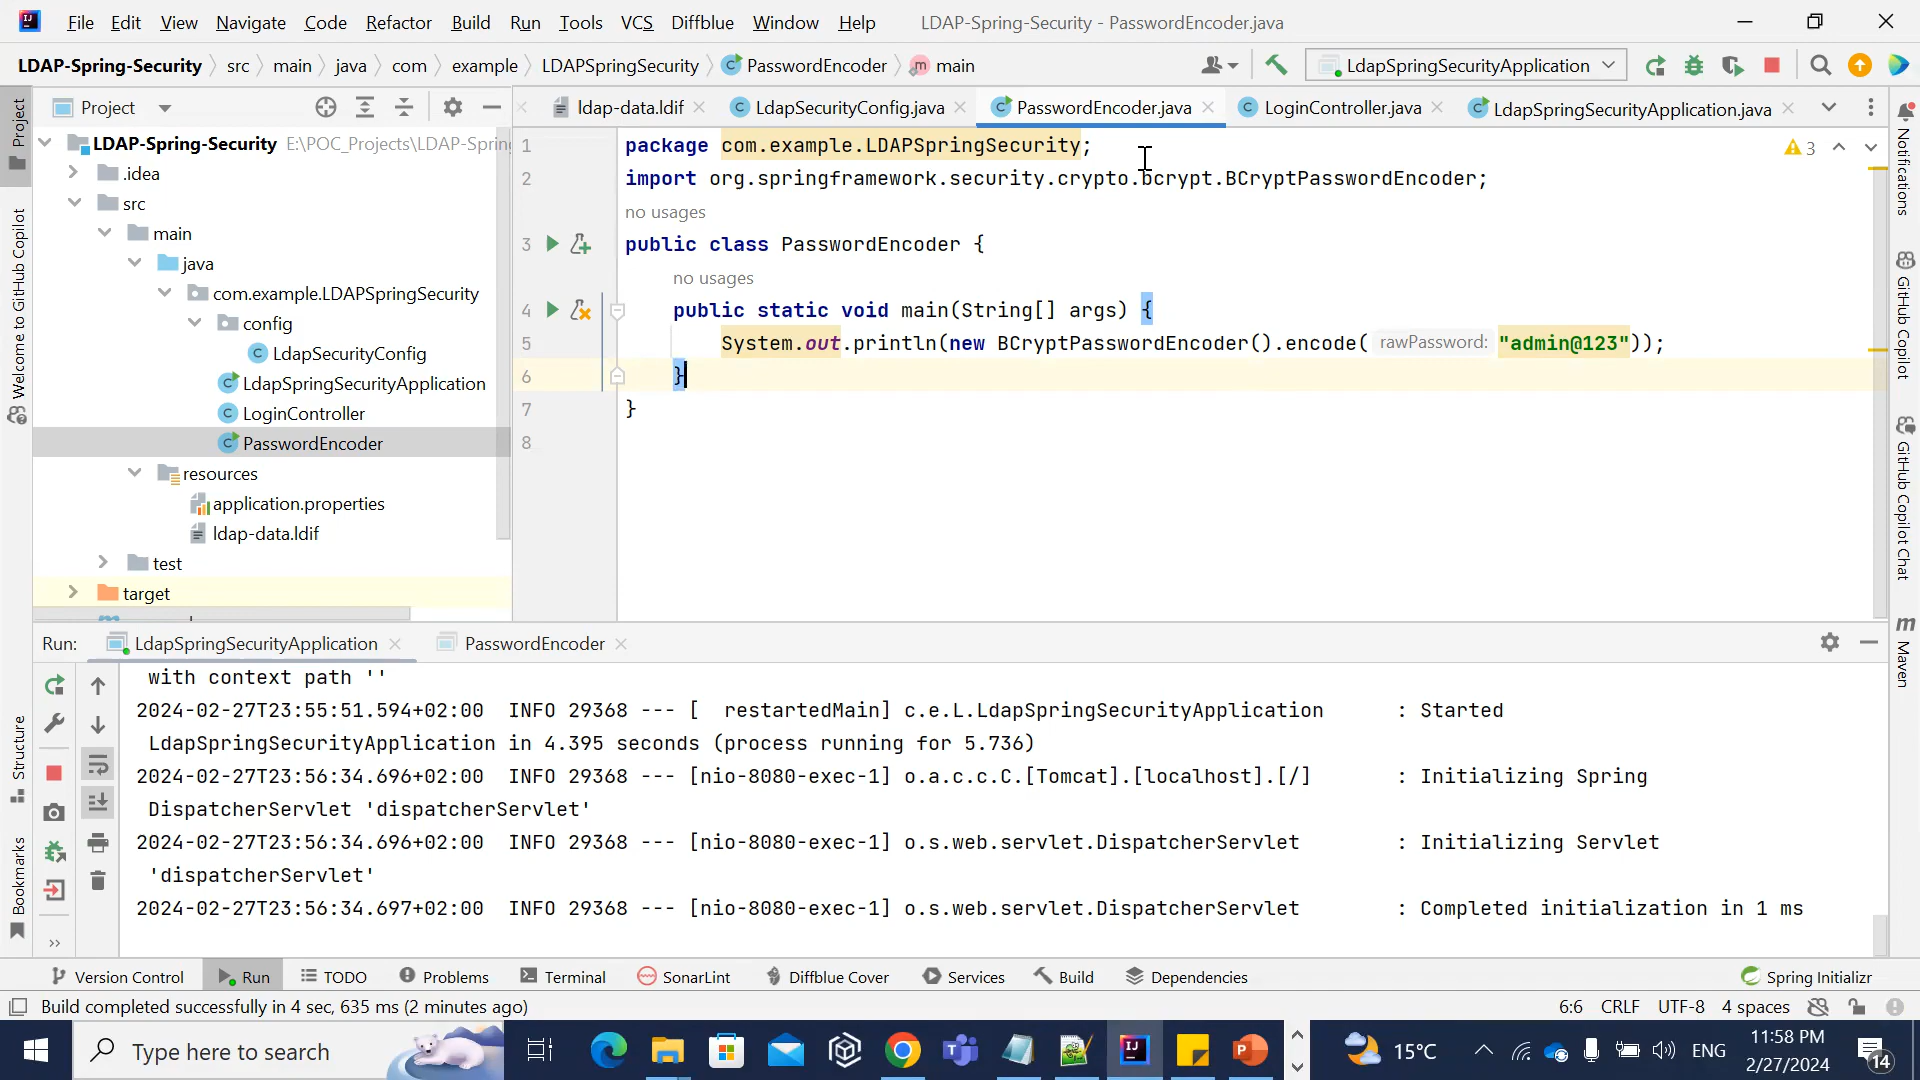 File Edit View Navigate Code Refactor Build Run Tools VCS Diffblue Window Help LDAP-Spring-Security - PasswordEncoder.java
LDAP-Spring-Security src main java com example LDAPSpringSecurity PasswordEncoder main LdapSpringSecurityApplication
Project
ldap-data.ldif LdapSecurityConfig.java PasswordEncoder.java LoginController.java LdapSpringSecurityApplication.java
LDAP-Spring-Security E:\POC_Projects\LDAP-Sprin
.idea
src
main
java
com.example.LDAPSpringSecurity
config
LdapSecurityConfig
LdapSpringSecurityApplication
LoginController
PasswordEncoder
resources
application.properties
ldap-data.ldif
test
target
1 package com.example.LDAPSpringSecurity;
2 import org.springframework.security.crypto.bcrypt.BCryptPasswordEncoder;
no usages
3 public class PasswordEncoder {
no usages
4 public static void main(String[] args) {
5 System.out.println(new BCryptPasswordEncoder().encode( rawPassword: "admin@123"));
6 }
7 }
8
3
Project
Welcome to GitHub Copilot
Structure
Bookmarks
Notifications
GitHub Copilot
GitHub Copilot Chat
Maven
Run: LdapSpringSecurityApplication PasswordEncoder
with context path ''
2024-02-27T23:55:51.594+02:00 INFO 29368 --- [ restartedMain] c.e.L.LdapSpringSecurityApplication : Started
LdapSpringSecurityApplication in 4.395 seconds (process running for 5.736)
2024-02-27T23:56:34.696+02:00 INFO 29368 --- [nio-8080-exec-1] o.a.c.c.C.[Tomcat].[localhost].[/] : Initializing Spring
DispatcherServlet 'dispatcherServlet'
2024-02-27T23:56:34.696+02:00 INFO 29368 --- [nio-8080-exec-1] o.s.web.servlet.DispatcherServlet : Initializing Servlet
'dispatcherServlet'
2024-02-27T23:56:34.697+02:00 INFO 29368 --- [nio-8080-exec-1] o.s.web.servlet.DispatcherServlet : Completed initialization in 1 ms
Version Control Run TODO Problems Terminal SonarLint Diffblue Cover Services Build Dependencies Spring Initializr
Build completed successfully in 4 sec, 635 ms (2 minutes ago) 6:6 CRLF UTF-8 4 spaces
Type here to search 15°C ENG 11:58 PM
2/27/2024 14